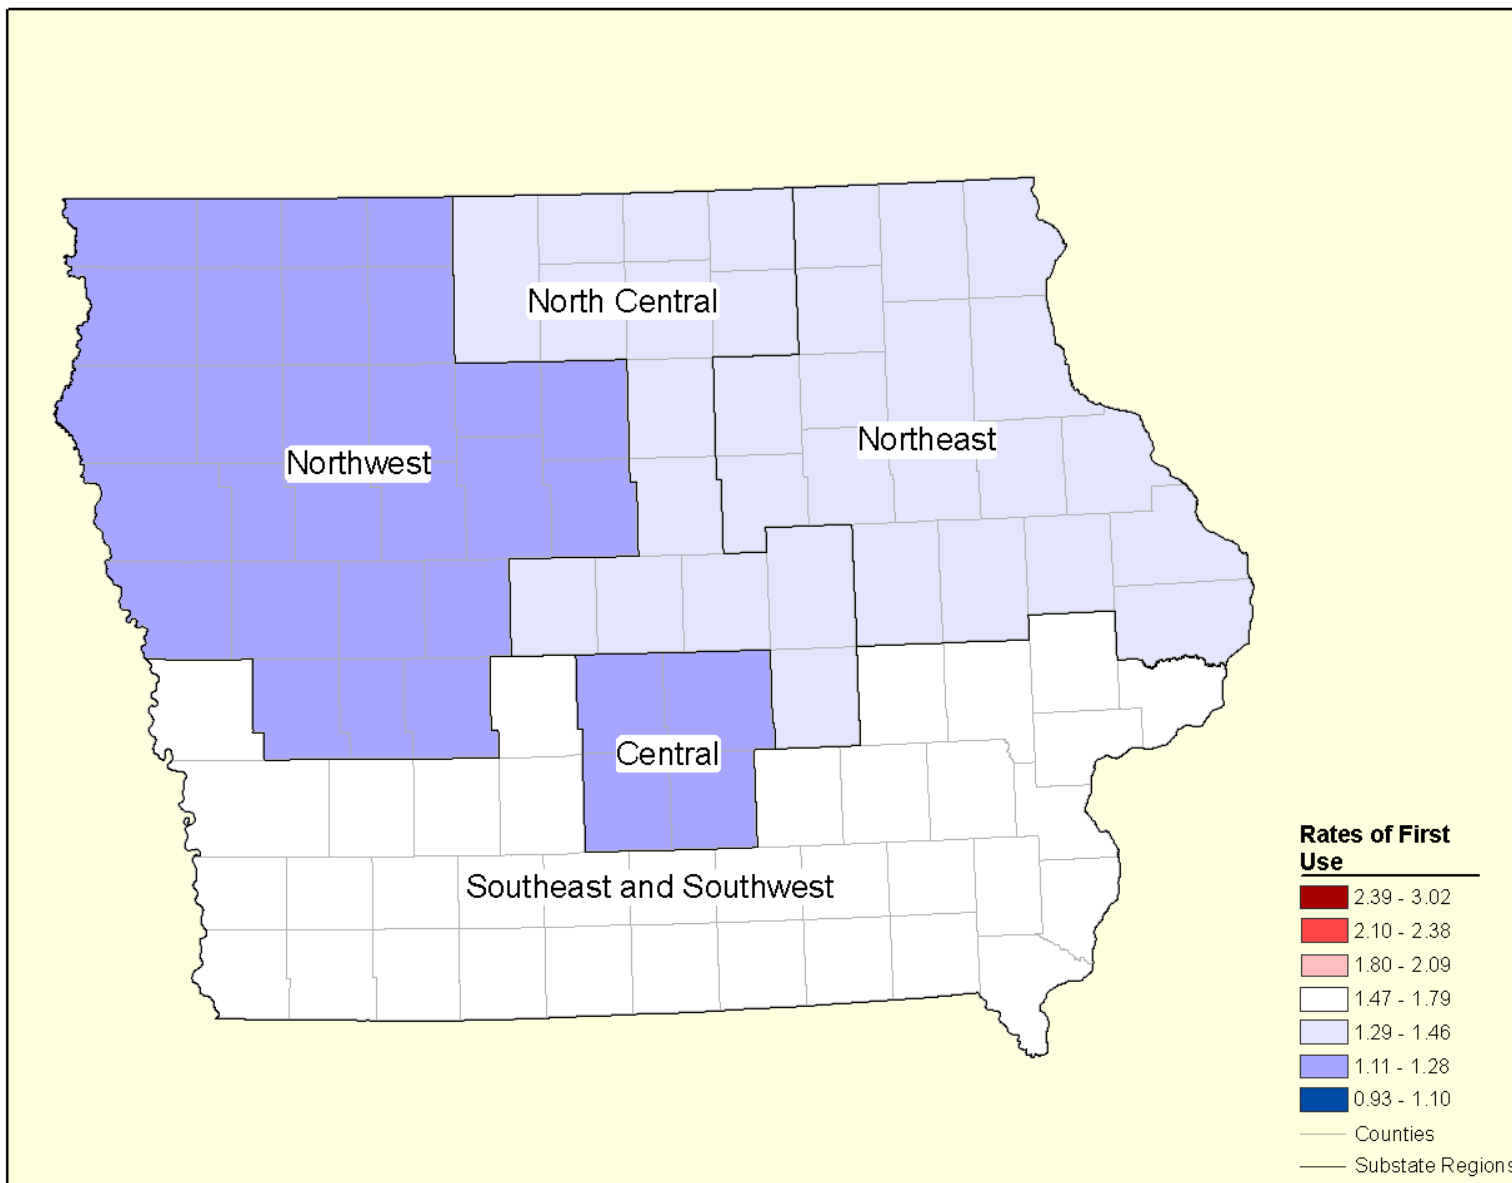 North Central
Northeast
Northwest
Central
Southeast and Southwest
Rates of First
Use
2.39 - 3.02
2.10 - 2.38
1.80 - 2.09
1.47 - 1.79
1.29 - 1.46
1.11 - 1.28
0.93 - 1.10
Counties
Substate Regions